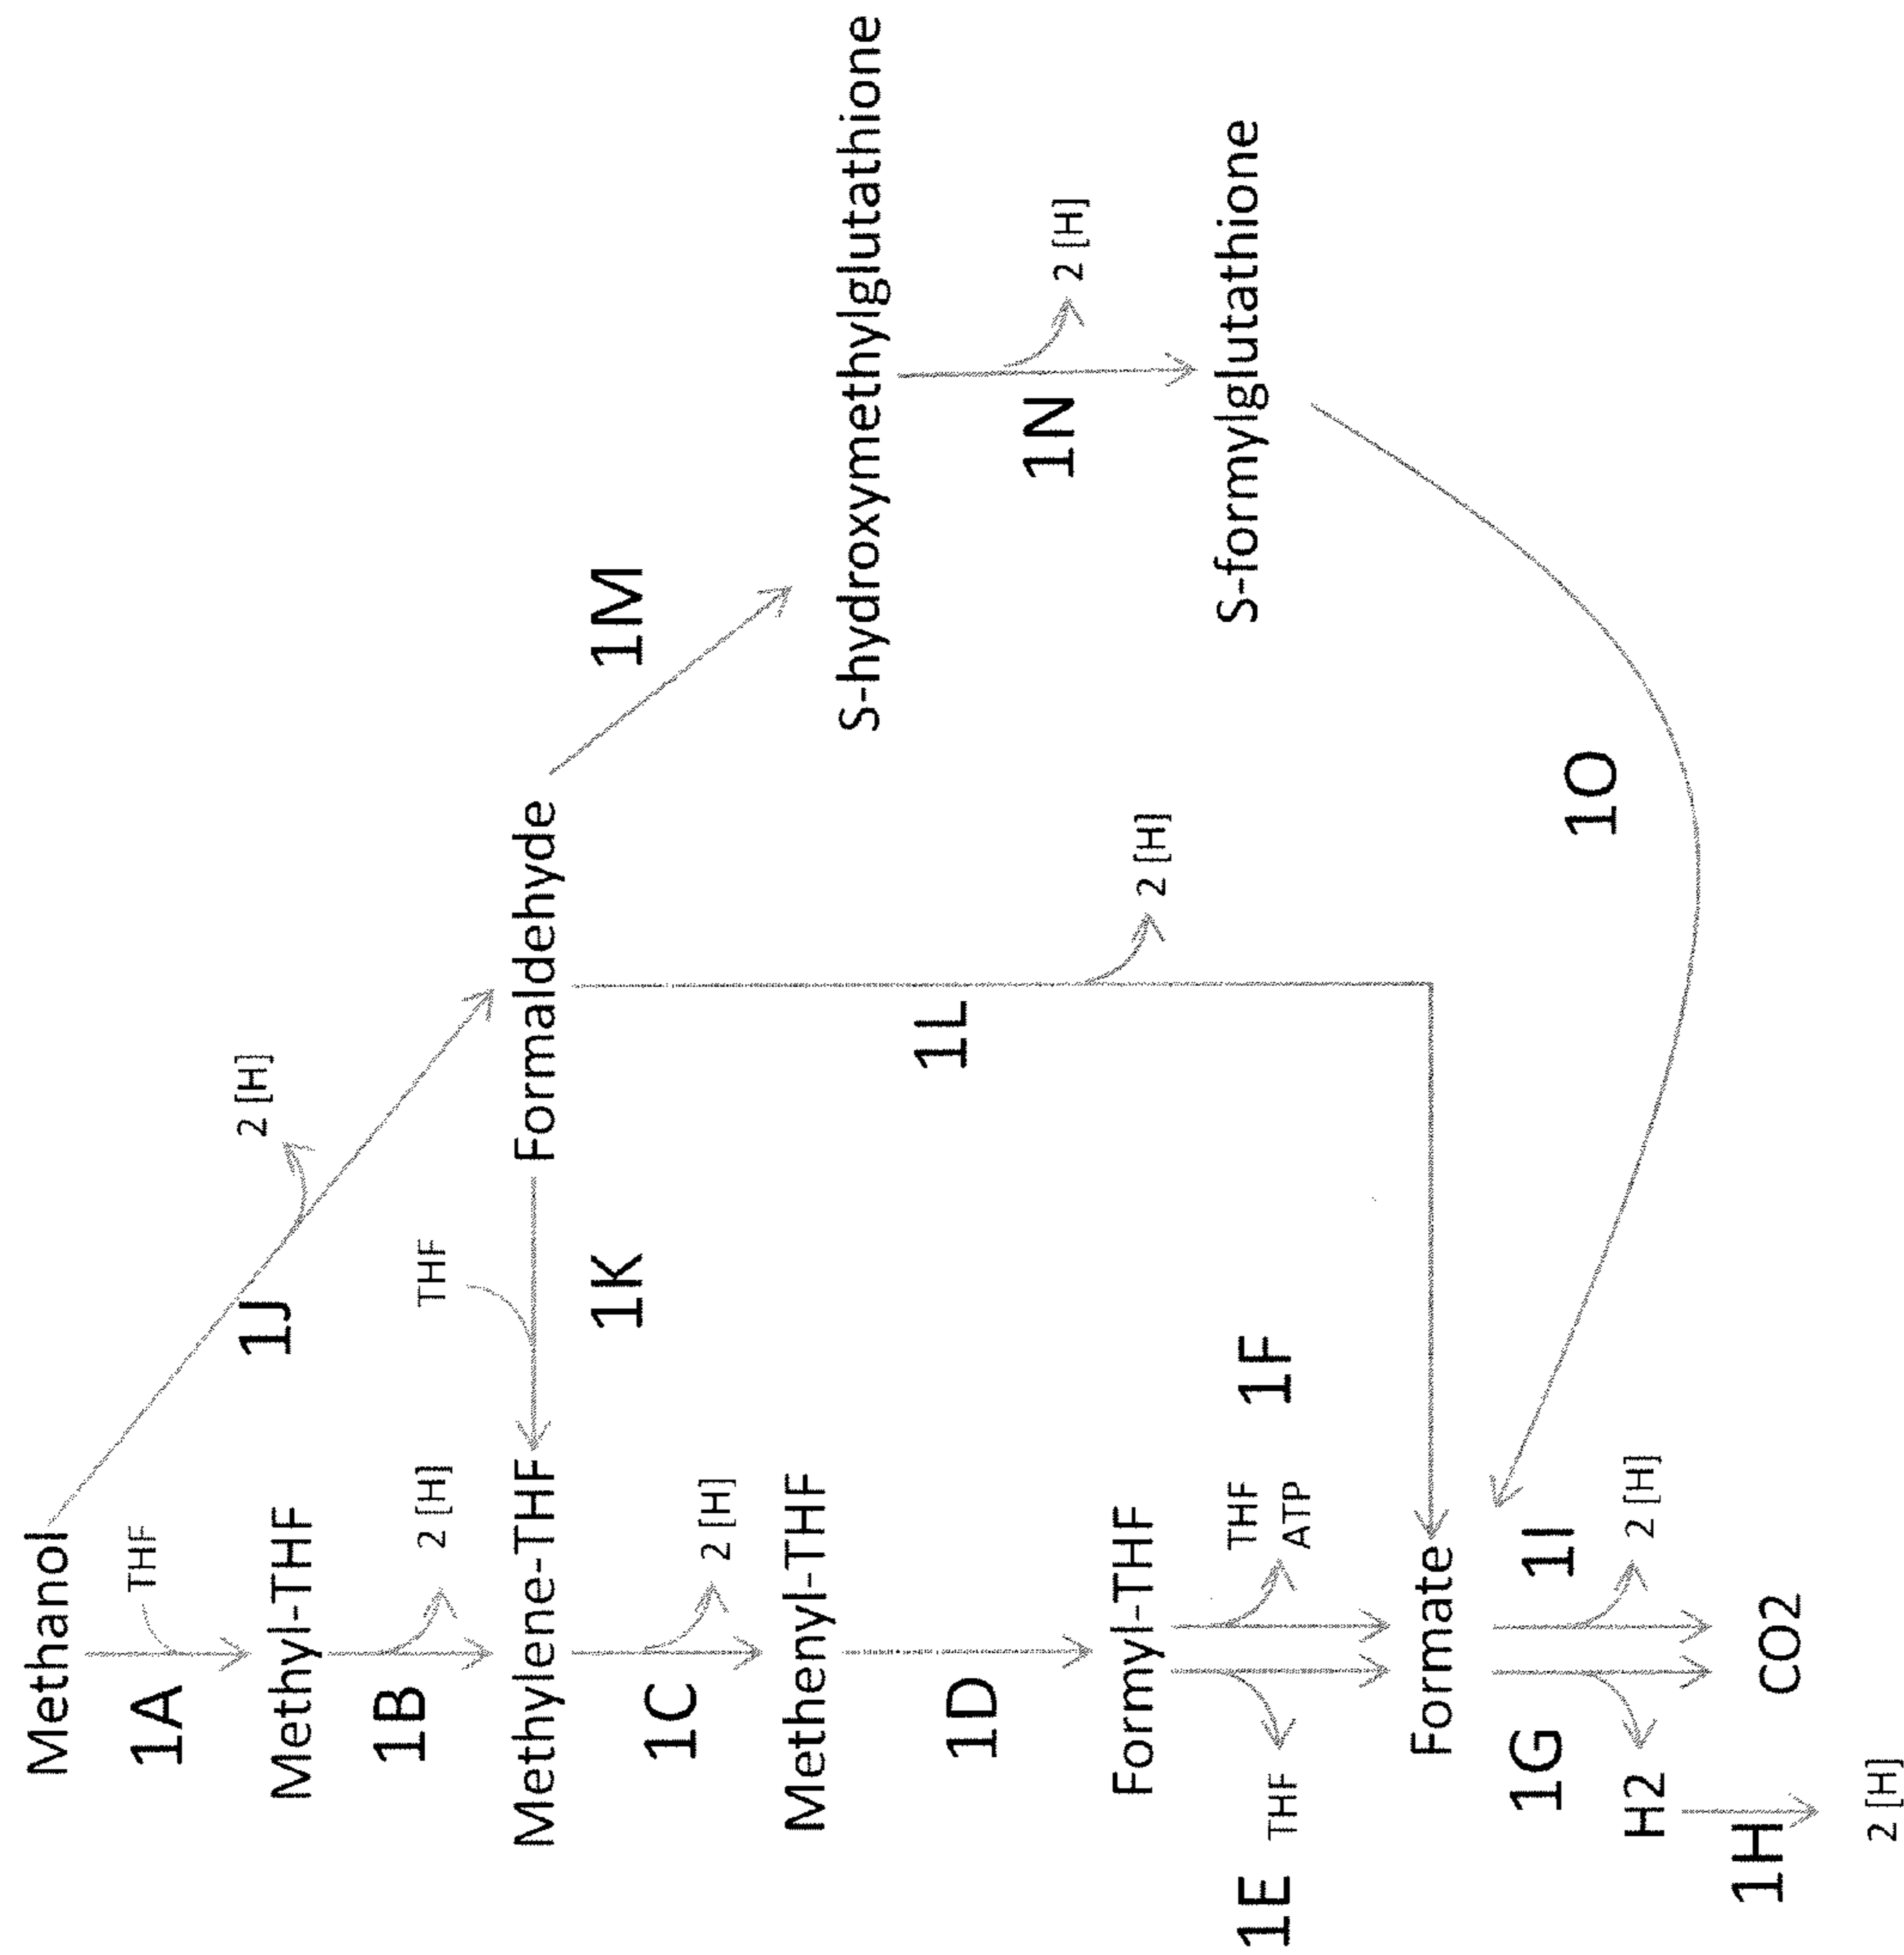 Methanol
1A
THF
1J
2 [H]
Methyl-THF
1B
2 [H]
THF
Methylene-THF
Formaldehyde
1K
1M
1C
2 [H]
Methenyl-THF
S-hydroxymethylglutathione
1L
1D
1N
2 [H]
Formyl-THF
2 [H]
1E
THF
THF
ATP
1F
S-formylglutathione
Formate
1G
1I
1O
H2
2 [H]
1H
CO2
2 [H]